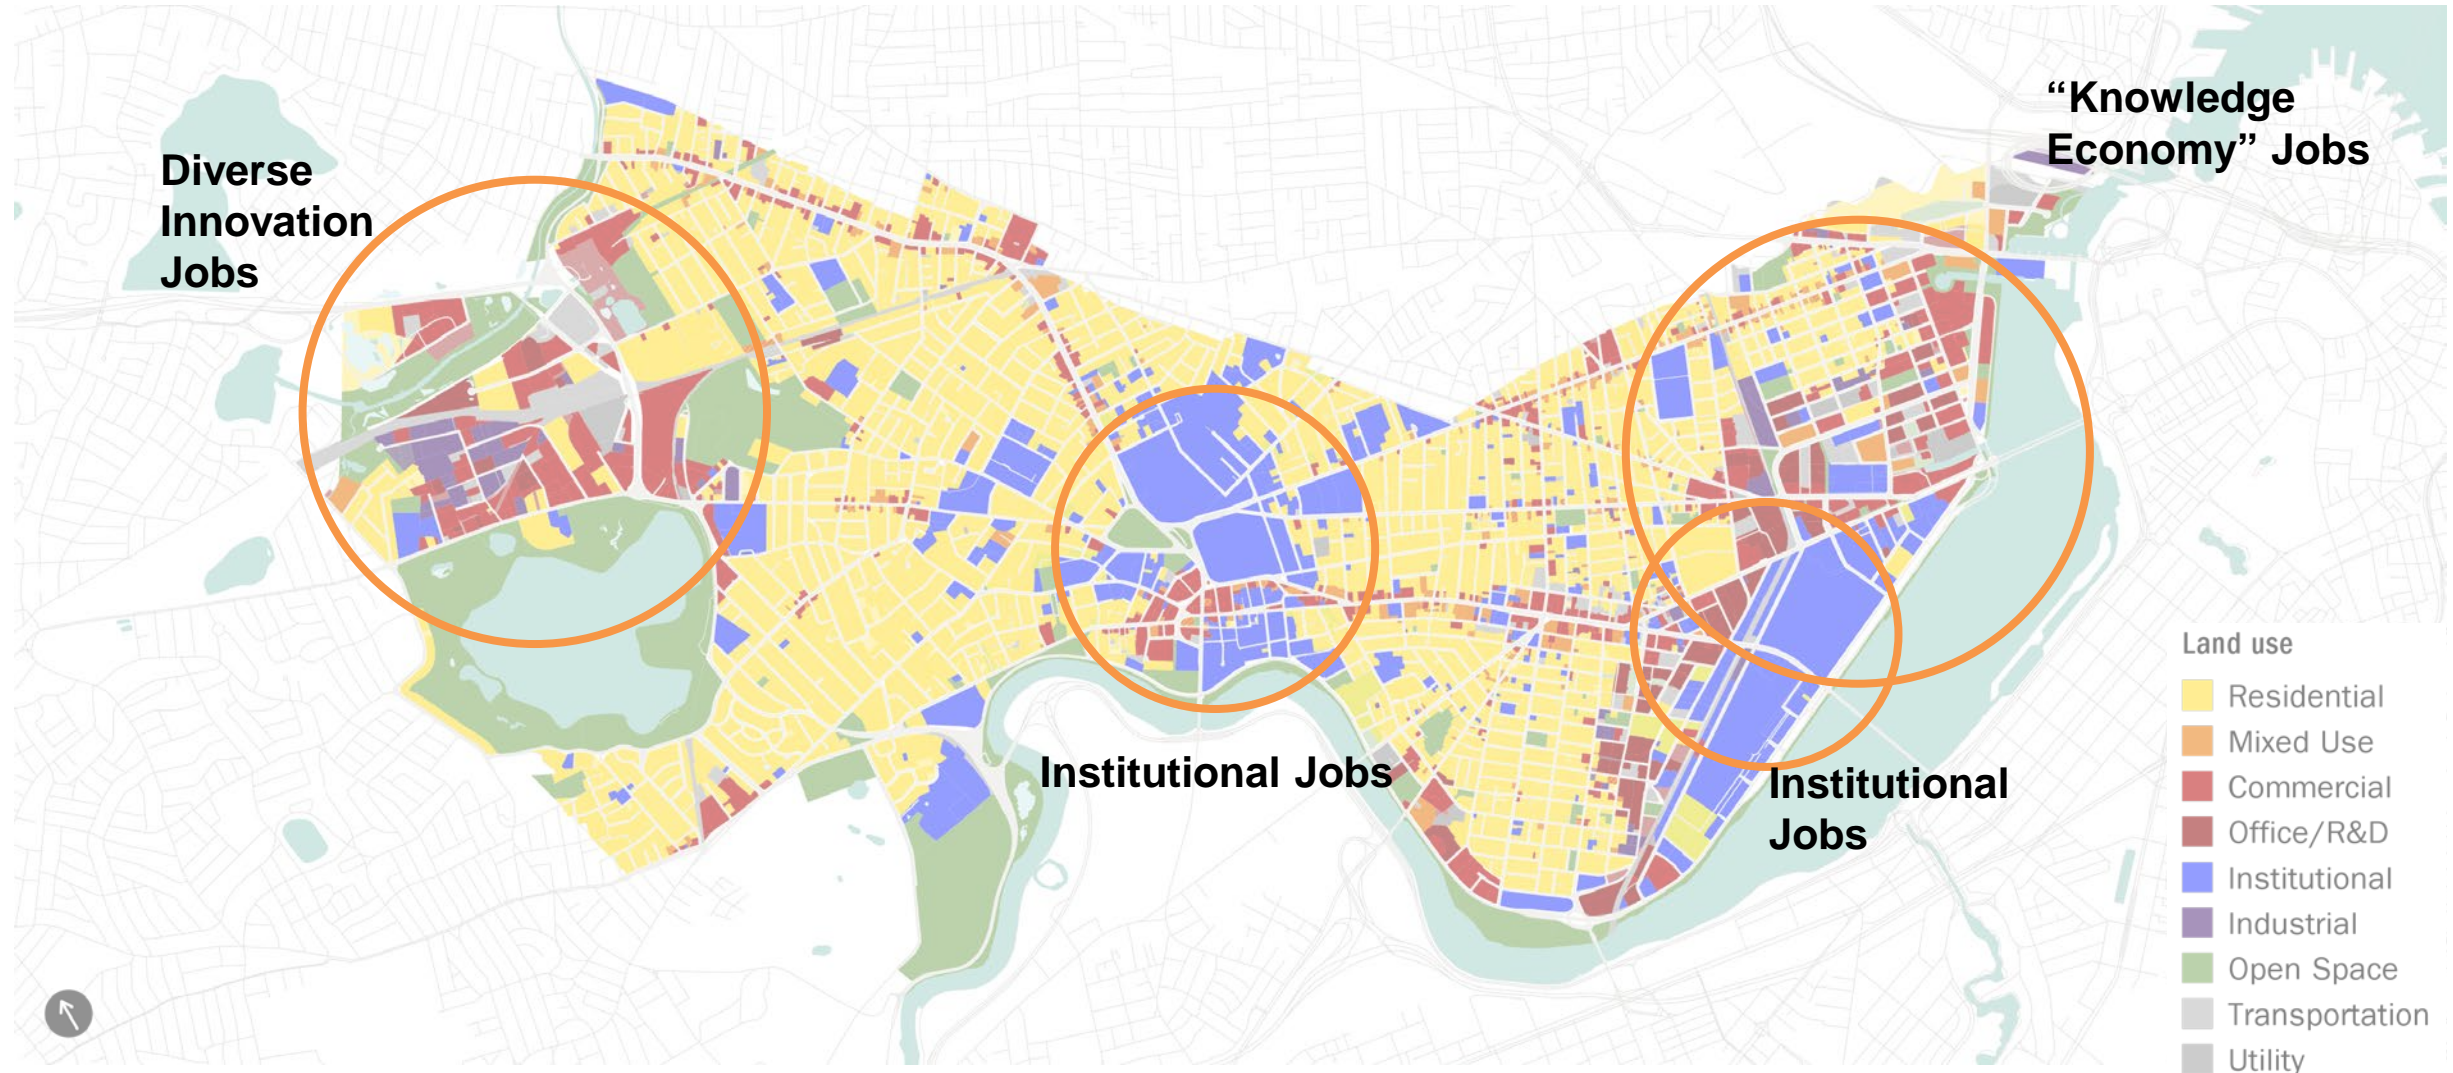 “Knowledge
Economy” Jobs
Diverse
Innovation
Jobs
Institutional Jobs
Institutional
Jobs
Land use
Residential
Mixed Use
Commercial
Office/R&D
Institutional
Industrial
Open Space
Transportation
Utility